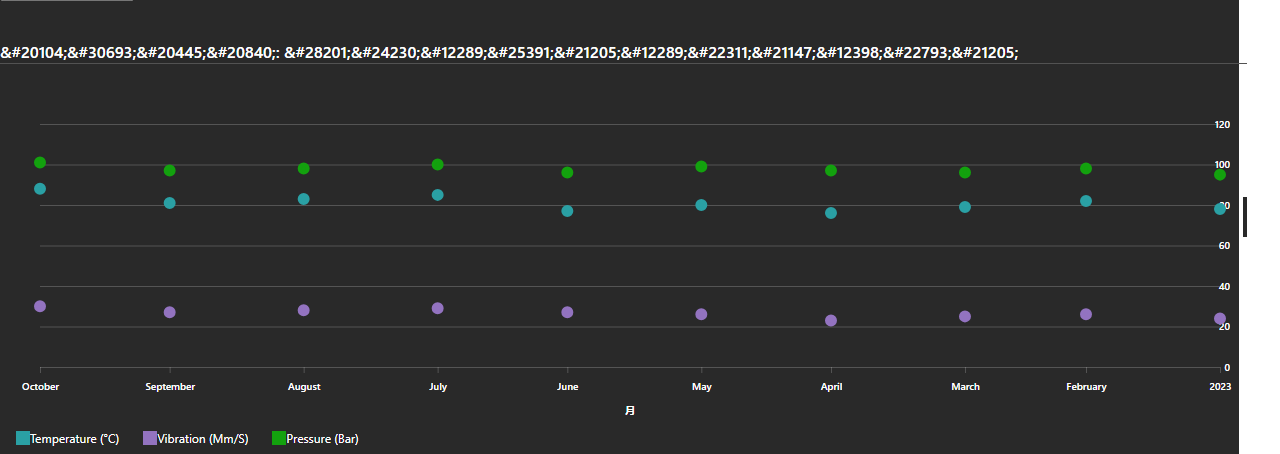 &#20104;&#30693;&#20445;&#20840;: &#28201;&#24230;&#12289;&#25391;&#21205;&#12289;&#22311;&#21147;&#12398;&#22793;&#21205;
120
100
80
60
40
20
0
October September August July June May April March February 2023
月
Temperature (°C) Vibration (Mm/S) Pressure (Bar)